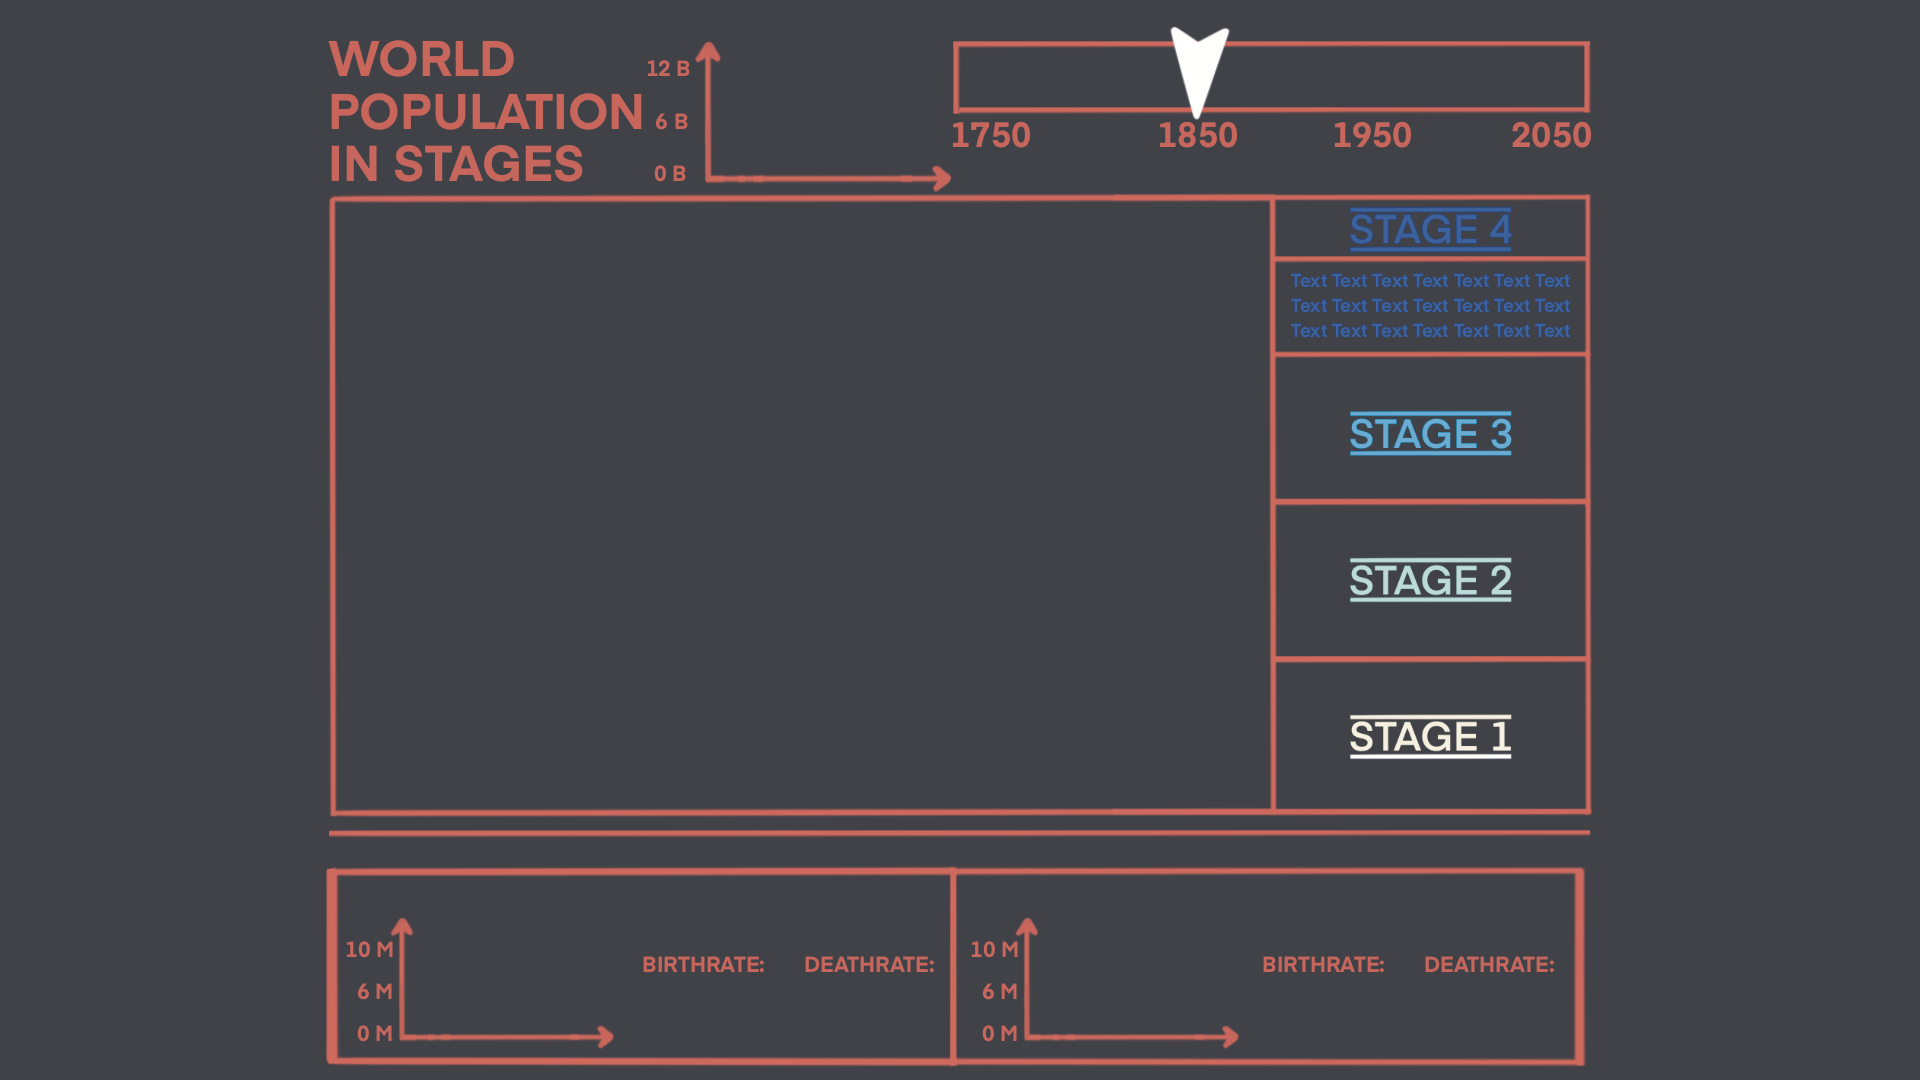 WORLD
POPULATION
IN STAGES
12 B
6 B
0 B
1750 1850 1950 2050
STAGE 4
Text Text Text Text Text Text Text
Text Text Text Text Text Text Text
Text Text Text Text Text Text Text
STAGE 3
STAGE 2
STAGE 1
10 M
6 M
0 M
BIRTHRATE: DEATHRATE:
10 M
6 M
0 M
BIRTHRATE: DEATHRATE: